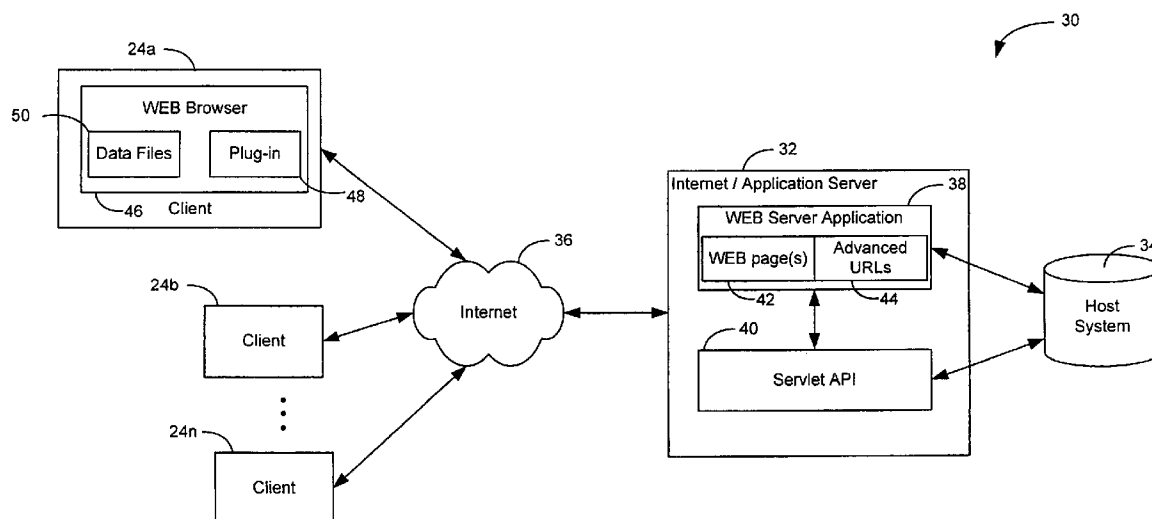 30
24a
WEB Browser
50
Data Files
Plug-in
46
48
Client
32
Internet / Application Server
38
WEB Server Application
WEB page(s)
Advanced
URLs
42
44
34
Host
System
36
Internet
24b
Client
40
Servlet API
24n
Client